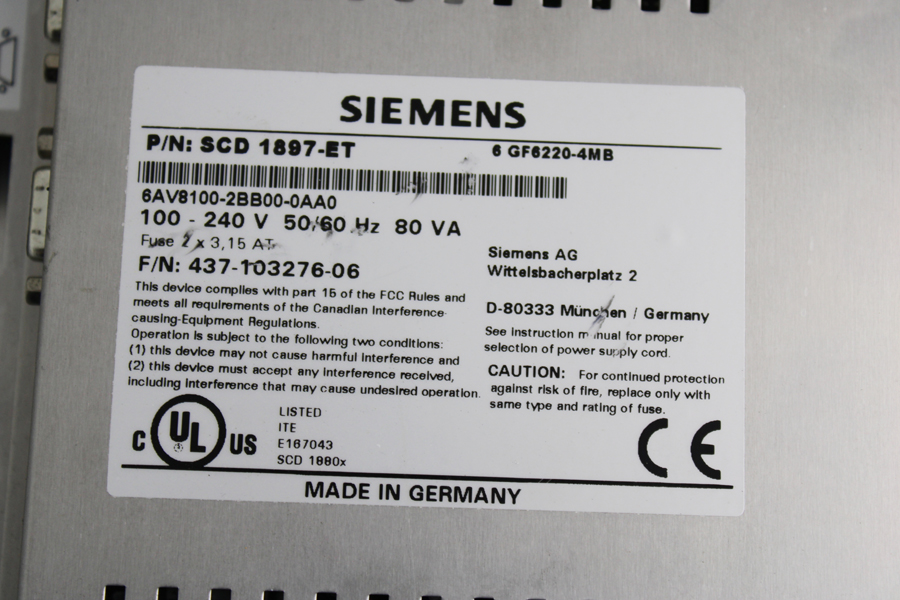 SIEMENS
P/N: SCD 1897-ET
6 GF6220-4MB
6AV8100-2BB00-0AA0
100 - 240 V 50/60 Hz 80 VA
Fuse 2 x 3,15 AT
F/N: 437-103276-06
This device complies with part 15 of the FCC Rules and
meets all requirements of the Canadian Interference-
causing-Equipment Regulations.
Operation is subject to the following two conditions:
(1) this device may not cause harmful interference and
(2) this device must accept any interference received,
including interference that may cause undesired operation.
Siemens AG
Wittelsbacherplatz 2
D-80333 München / Germany
See instruction manual for proper
selection of power supply cord.
CAUTION: For continued protection
against risk of fire, replace only with
same type and rating of fuse.
C UL US
LISTED
ITE
E167043
SCD 1880x
CE
MADE IN GERMANY